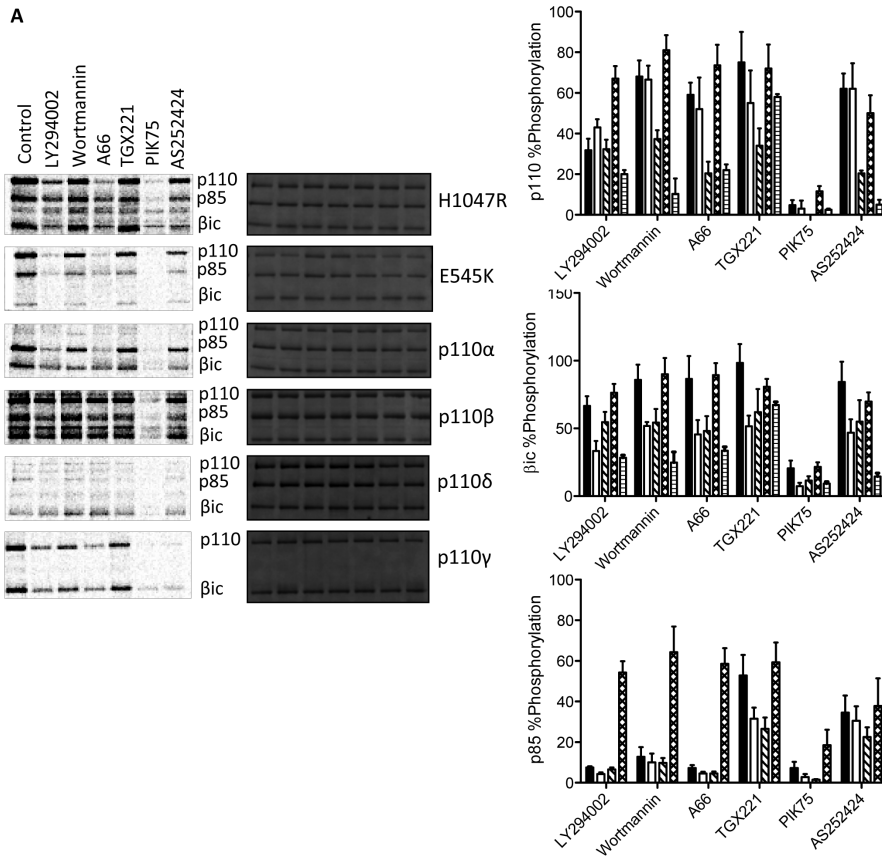 A
Control
LY294002
Wortmannin
A66
TGX221
PIK75
AS252424
p110
p85
βic
H1047R
p110
p85
βic
E545K
p110
p85
βic
p110α
p110
p85
βic
p110β
p110
p85
βic
p110δ
p110
βic
p110γ
p110 %Phosphorylation
100
80
60
40
20
0
LY294002
Wortmannin
A66
TGX221
PIK75
AS252424
βic %Phosphorylation
150
100
50
0
LY294002
Wortmannin
A66
TGX221
PIK75
AS252424
p85 %Phosphorylation
100
80
60
40
20
0
LY294002
Wortmannin
A66
TGX221
PIK75
AS252424